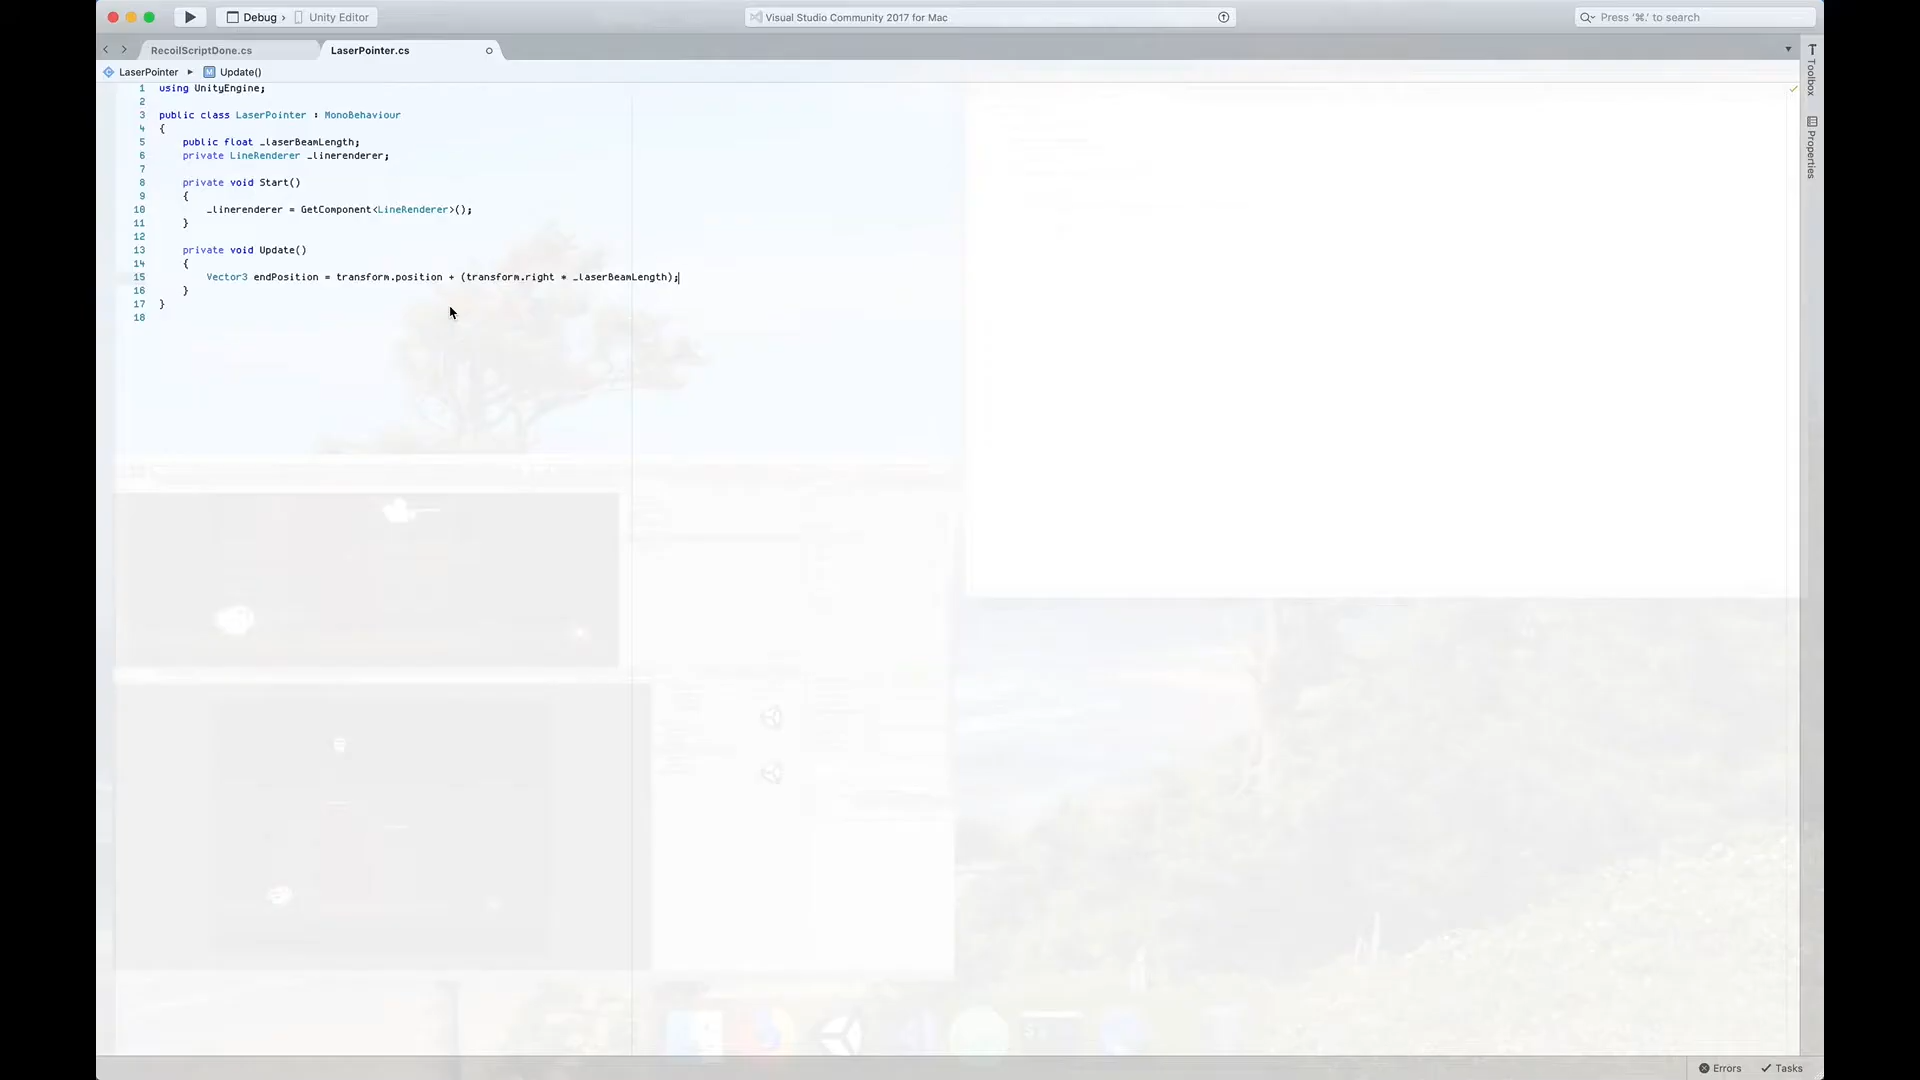 Debug › Unity Editor
Visual Studio Community 2017 for Mac
Press '⌘.' to search
RecoilScriptDone.cs
LaserPointer.cs
LaserPointer ▸ Update()
Toolbox
Properties
1 using UnityEngine;
2
3 public class LaserPointer : MonoBehaviour
4 {
5 public float _laserBeamLength;
6 private LineRenderer _linerenderer;
7
8 private void Start()
9 {
10 _linerenderer = GetComponent<LineRenderer>();
11 }
12
13 private void Update()
14 {
15 Vector3 endPosition = transform.position + (transform.right * _laserBeamLength);
16 }
17 }
18
Errors
Tasks